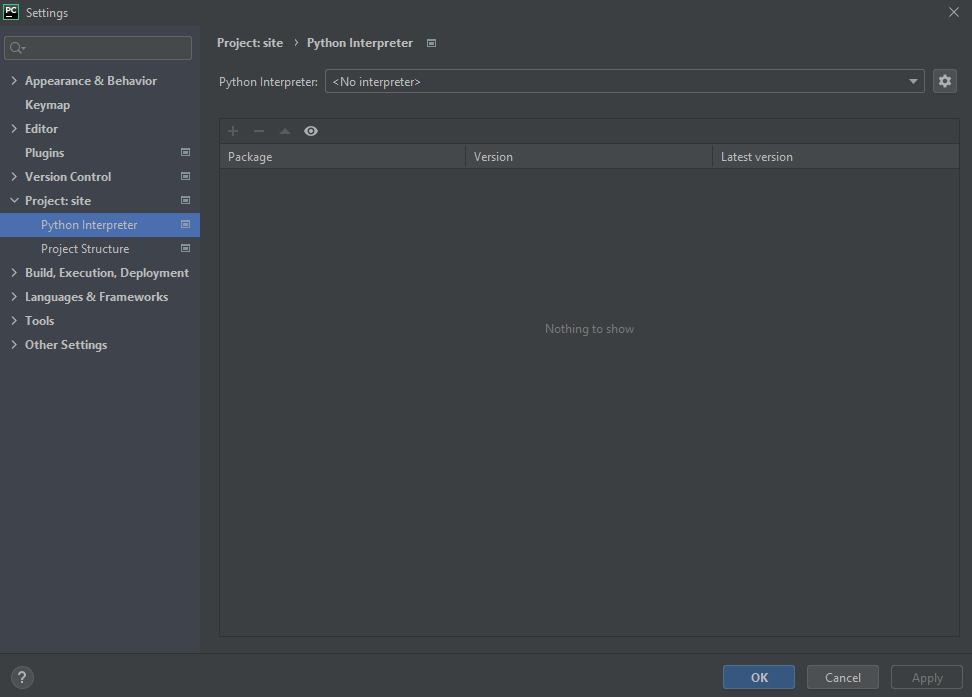 PC
Settings
Project: site › Python Interpreter
Python Interpreter: <No interpreter>
Appearance & Behavior
Keymap
Editor
Plugins
Version Control
Project: site
Python Interpreter
Project Structure
Build, Execution, Deployment
Languages & Frameworks
Tools
Other Settings
Package Version Latest version
Nothing to show
? OK Cancel Apply